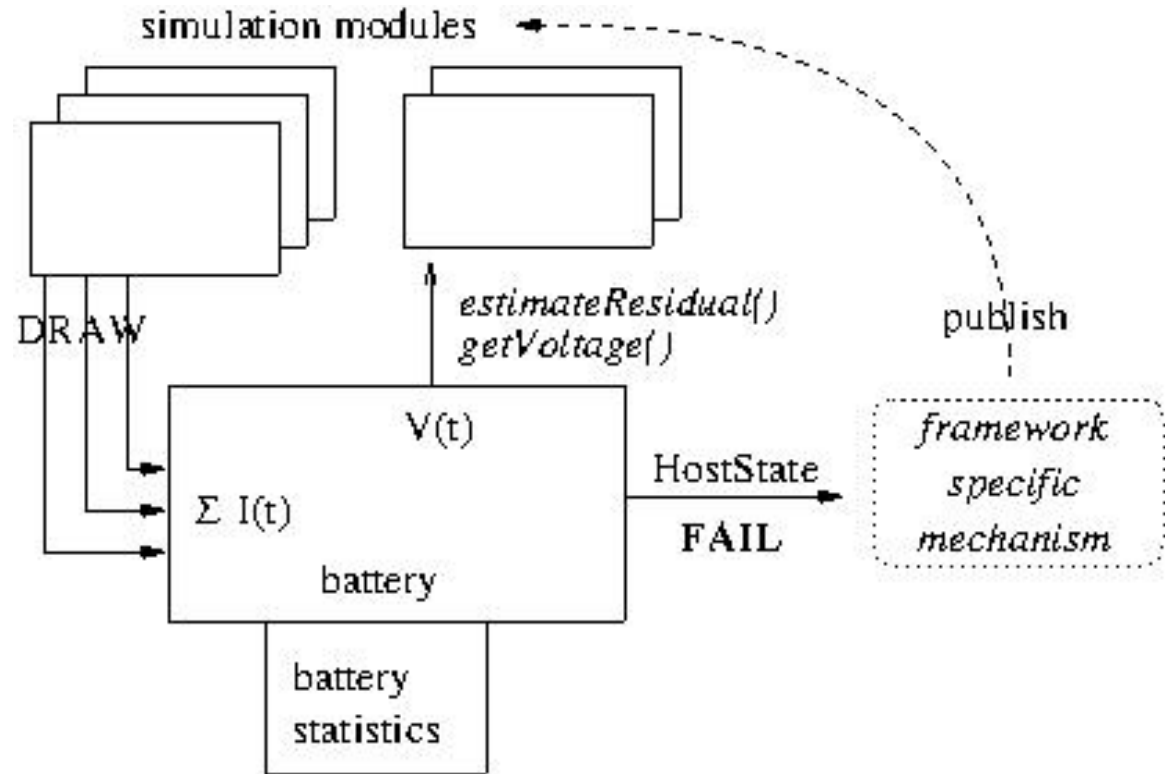 simulation modules
DRAW
estimateResidual()
getVoltage()
publish
V(t)
framework
specific
mechanism
HostState
FAIL
Σ I(t)
battery
battery
statistics